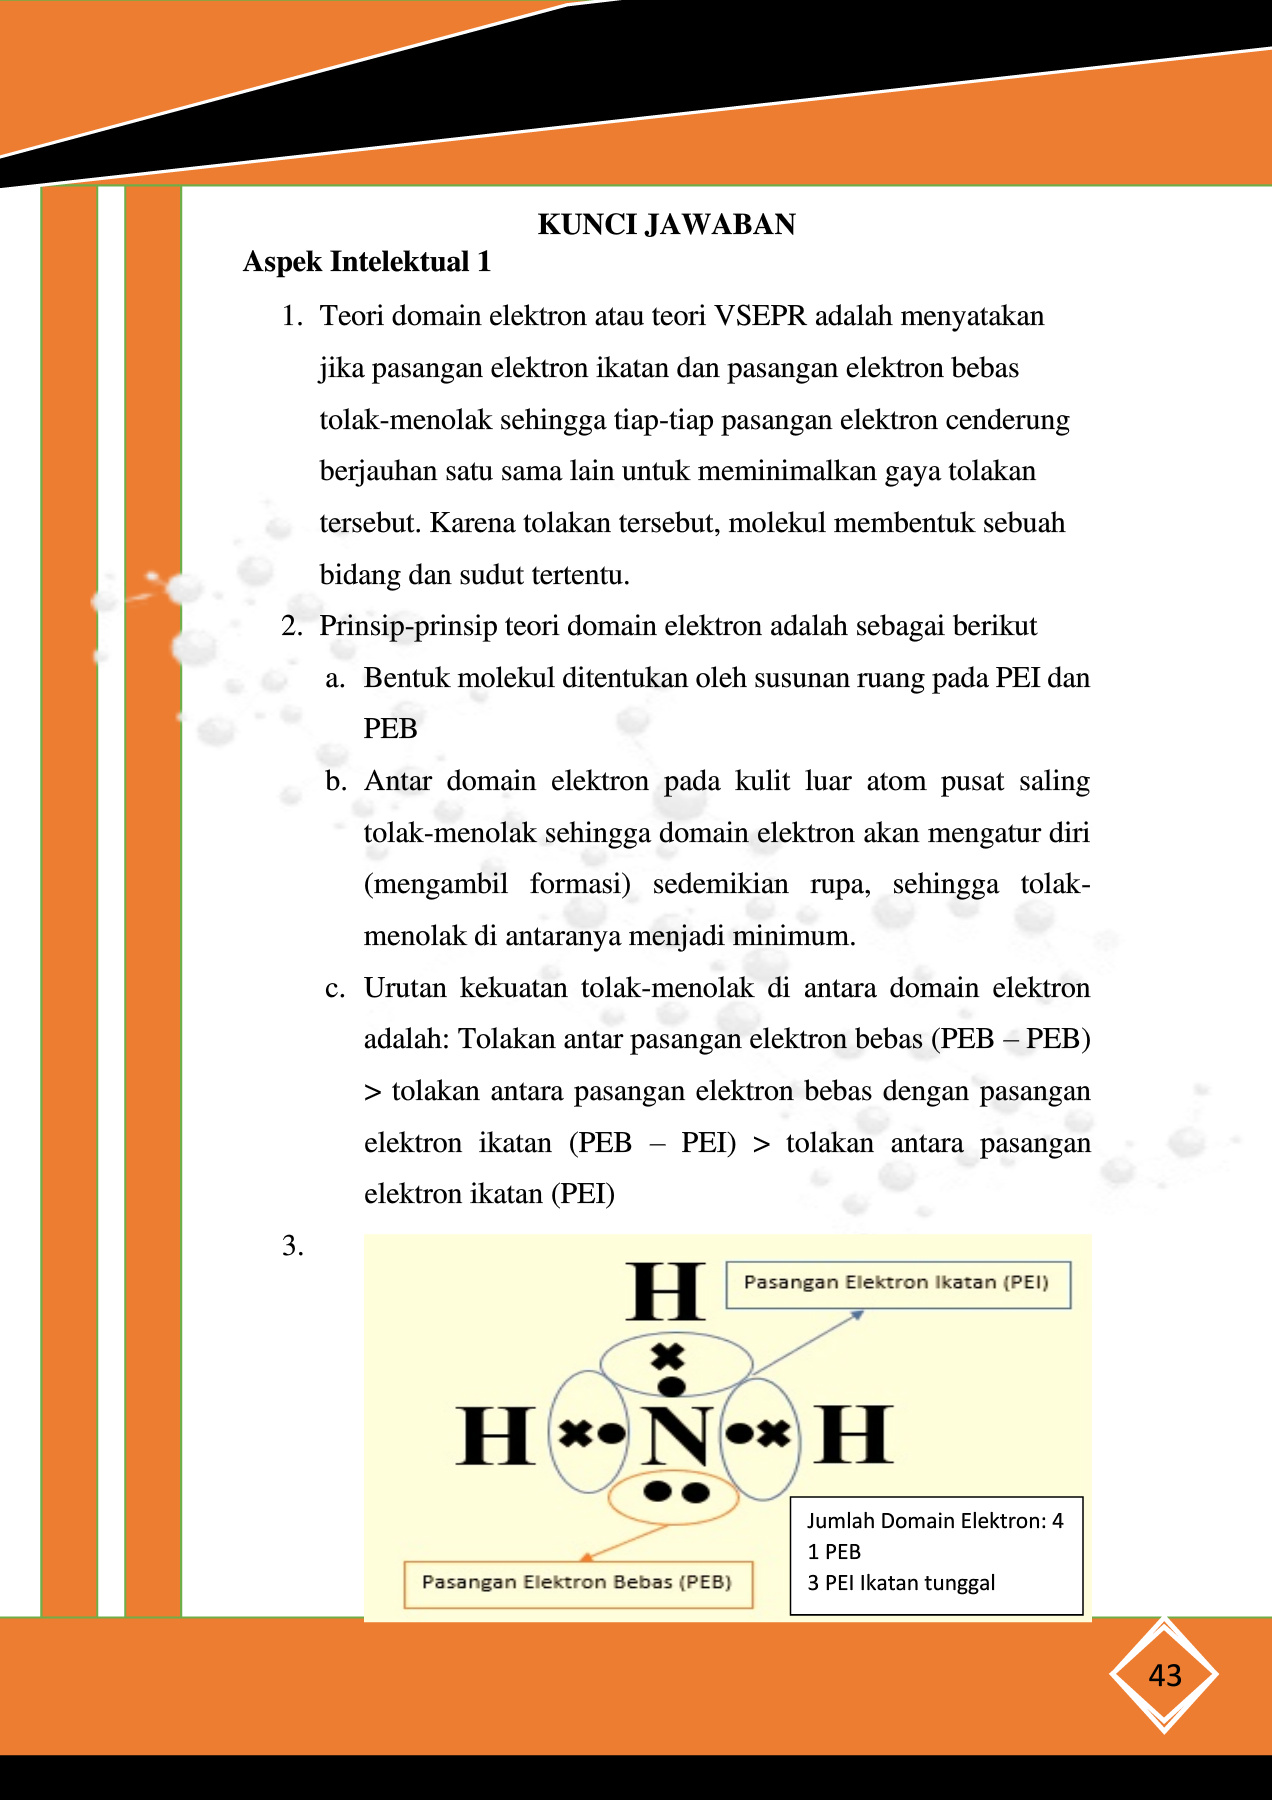 KUNCI JAWABAN
Aspek Intelektual 1
1. Teori domain elektron atau teori VSEPR adalah menyatakan
jika pasangan elektron ikatan dan pasangan elektron bebas
tolak-menolak sehingga tiap-tiap pasangan elektron cenderung
berjauhan satu sama lain untuk meminimalkan gaya tolakan
tersebut. Karena tolakan tersebut, molekul membentuk sebuah
bidang dan sudut tertentu.
2. Prinsip-prinsip teori domain elektron adalah sebagai berikut
a. Bentuk molekul ditentukan oleh susunan ruang pada PEI dan
PEB
b. Antar domain elektron pada kulit luar atom pusat saling
tolak-menolak sehingga domain elektron akan mengatur diri
(mengambil formasi) sedemikian rupa, sehingga tolak-
menolak di antaranya menjadi minimum.
c. Urutan kekuatan tolak-menolak di antara domain elektron
adalah: Tolakan antar pasangan elektron bebas (PEB – PEB)
> tolakan antara pasangan elektron bebas dengan pasangan
elektron ikatan (PEB – PEI) > tolakan antara pasangan
elektron ikatan (PEI)
3.
H
Pasangan Elektron Ikatan (PEI)
H N H
Jumlah Domain Elektron: 4
1 PEB
3 PEI Ikatan tunggal
Pasangan Elektron Bebas (PEB)
43